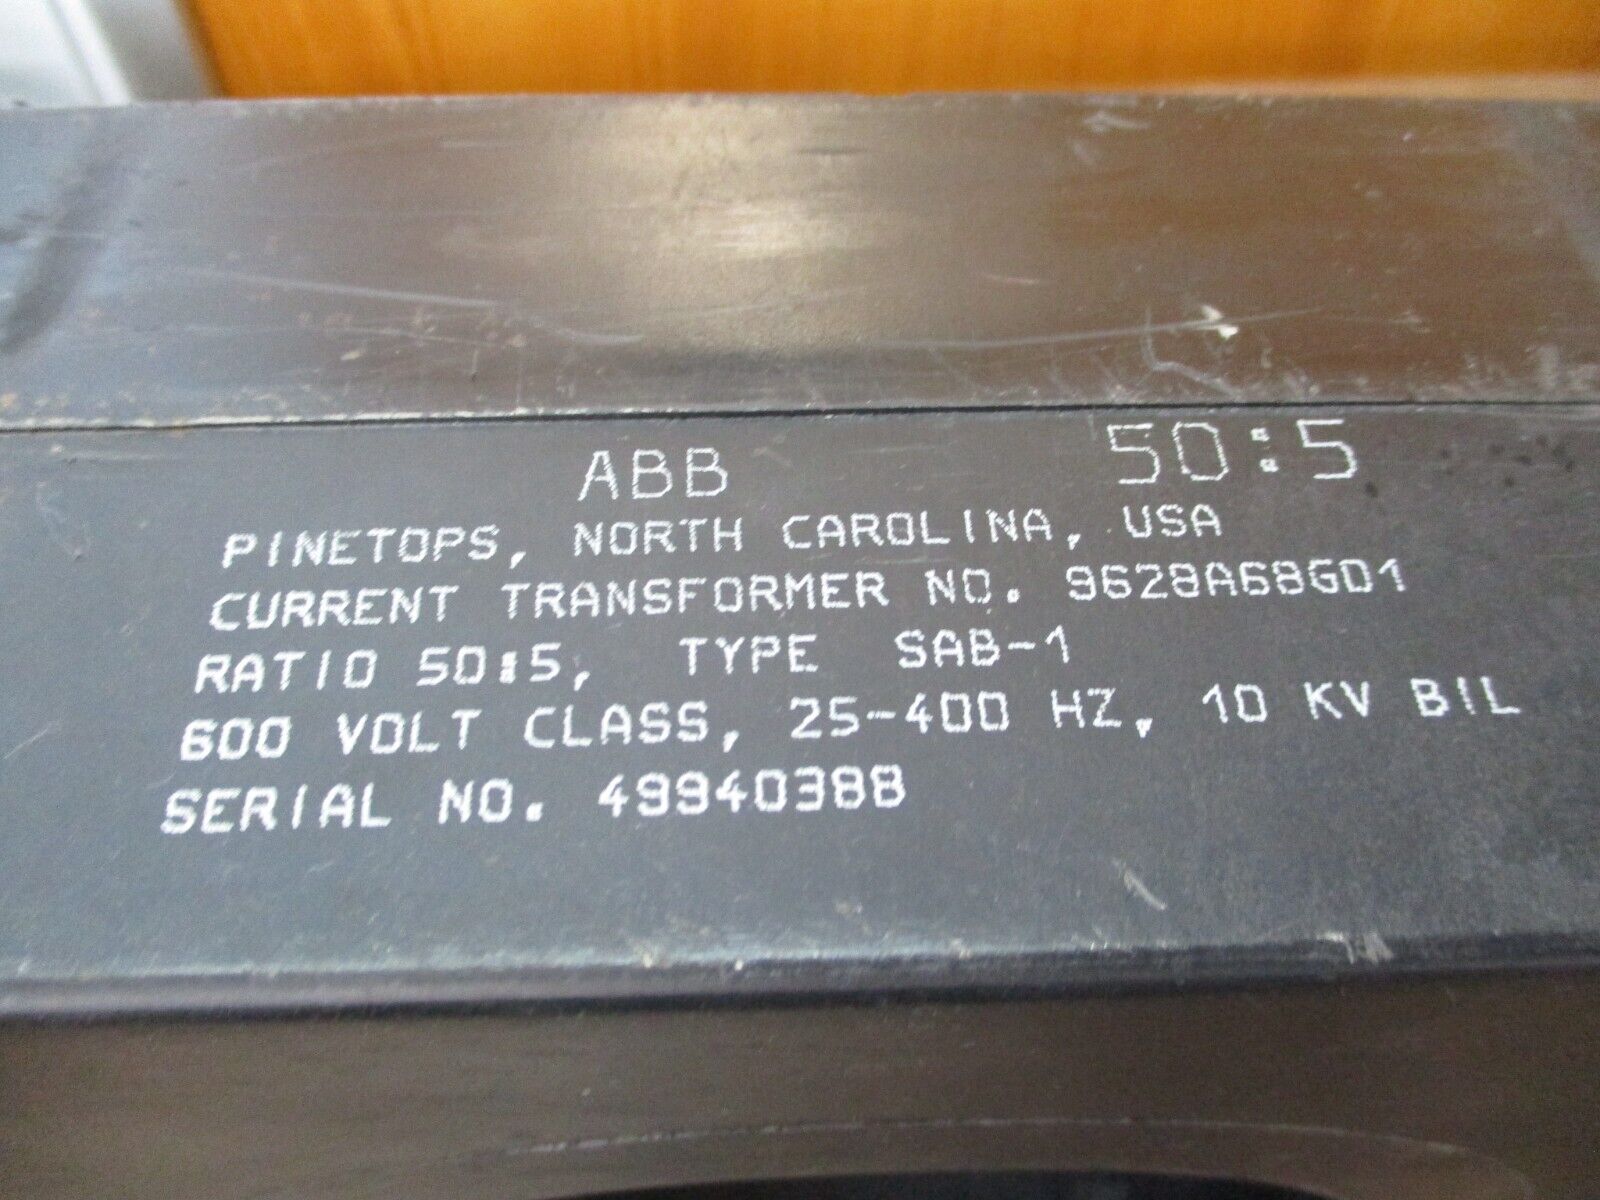 ABB 50:5
PINETOPS, NORTH CAROLINA, USA
CURRENT TRANSFORMER NO. 9628A68G01
RATIO 50:5, TYPE SAB-1
600 VOLT CLASS, 25-400 HZ, 10 KV BIL
SERIAL NO. 49940388